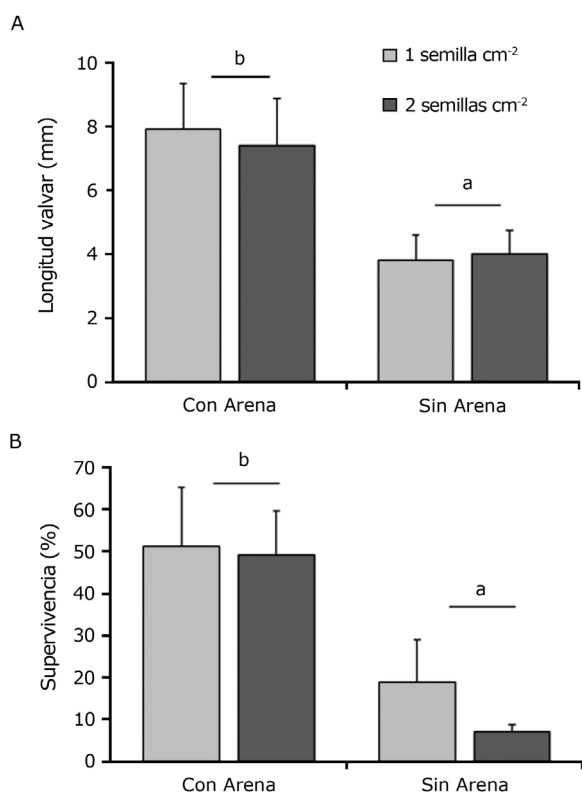 A
10
8
6
4
2
0
Longitud valvar (mm)
b
a
1 semilla cm-2
2 semillas cm-2
Con Arena
Sin Arena
B
70
60
50
40
30
20
10
0
Supervivencia (%)
b
a
Con Arena
Sin Arena